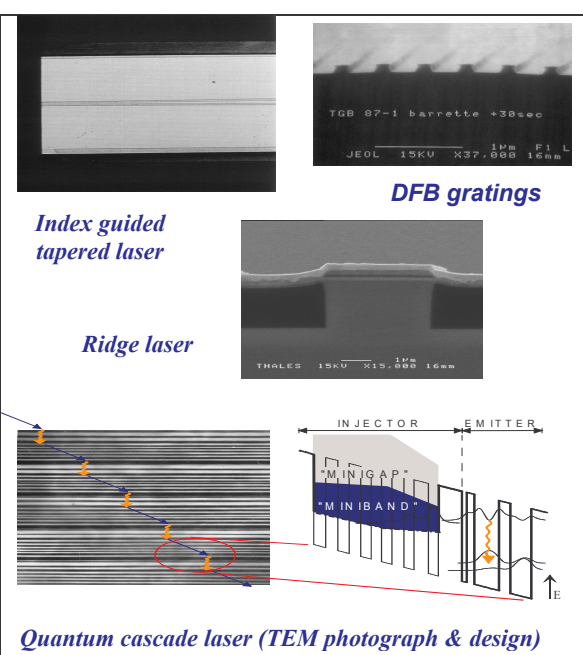 TGB 87-1 barrette +30sec
1µm F1 L
JEOL 15KV X37,000 16mm
DFB gratings
Index guided
tapered laser
Ridge laser
1µm
THALES 15KV X15,000 16mm
INJECTOR EMITTER
"MINIGAP"
"MINIBAND"
E
Quantum cascade laser (TEM photograph & design)